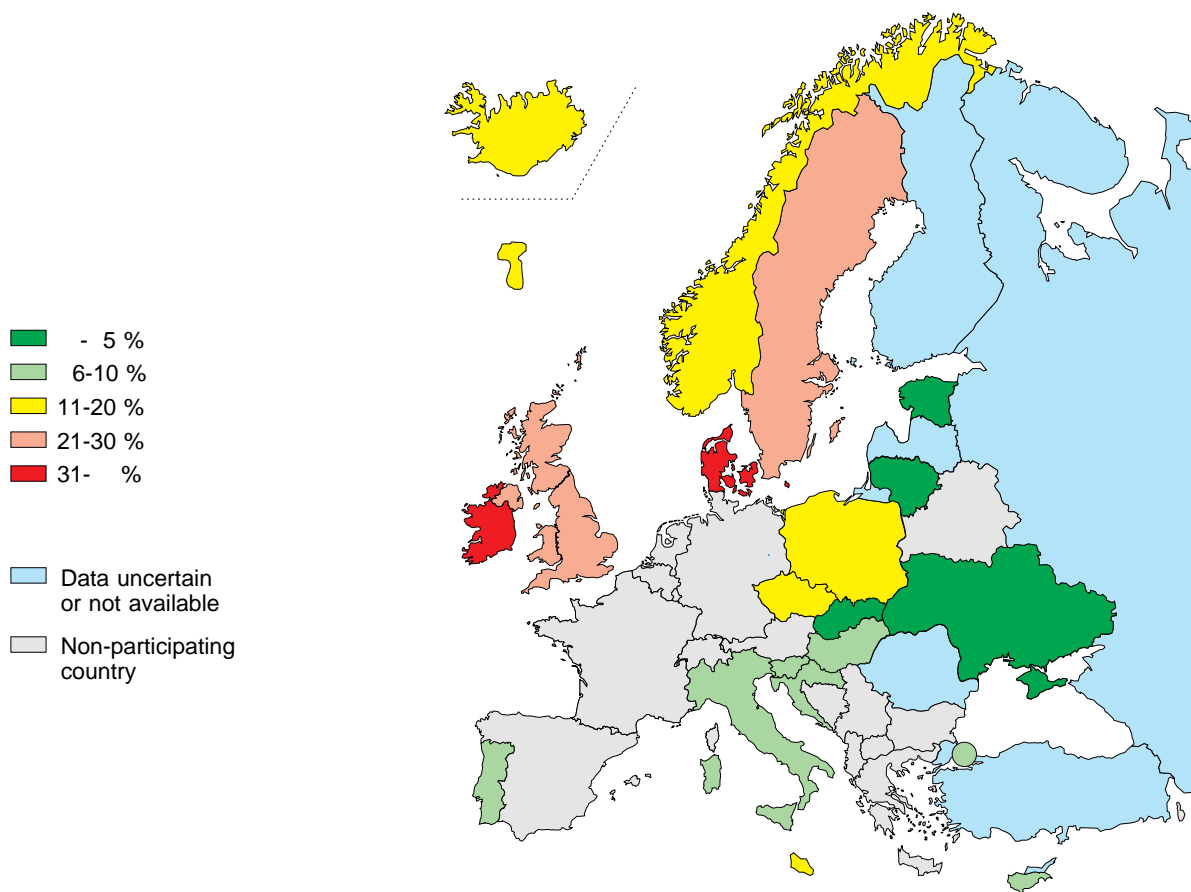 - 5 %
6-10 %
11-20 %
21-30 %
31- %
Data uncertain
or not available
Non-participating
country